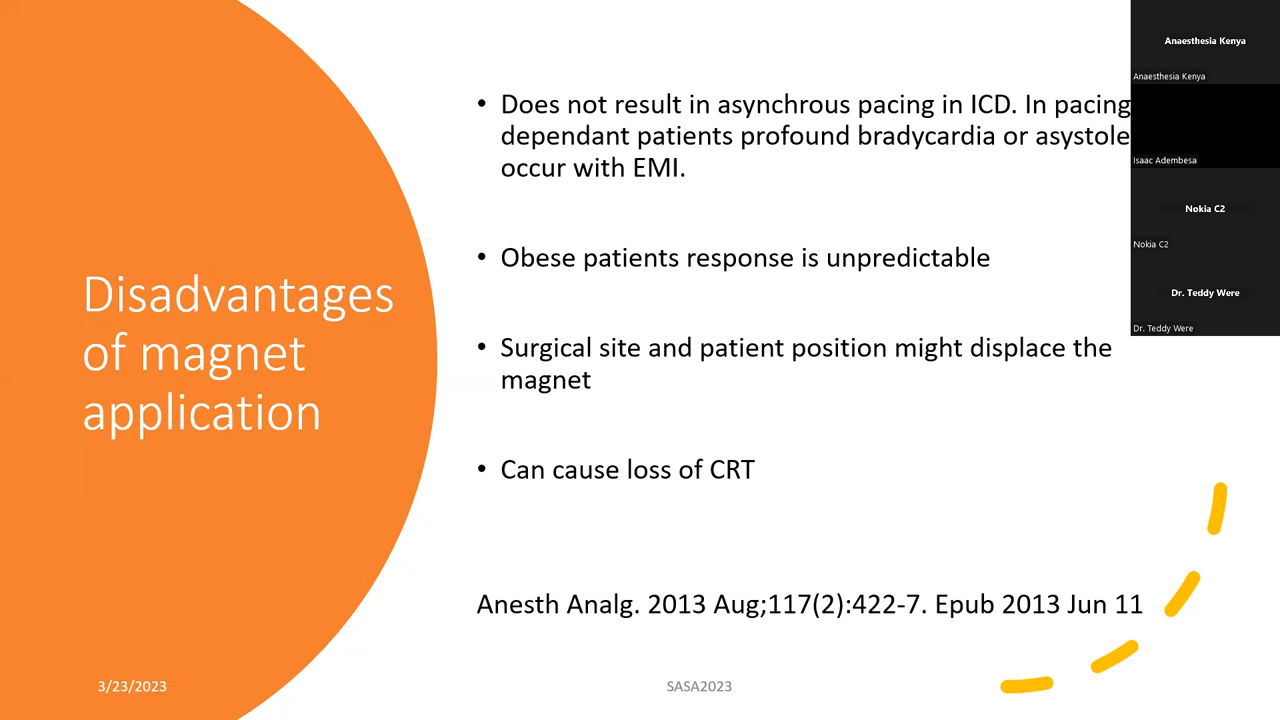 Disadvantages
of magnet
application
• Does not result in asynchrous pacing in ICD. In pacing
dependant patients profound bradycardia or asystole
occur with EMI.
• Obese patients response is unpredictable
• Surgical site and patient position might displace the
magnet
• Can cause loss of CRT
Anesth Analg. 2013 Aug;117(2):422-7. Epub 2013 Jun 11
3/23/2023
SASA2023
Anaesthesia Kenya
Anaesthesia Kenya
Isaac Adembesa
Nokia C2
Nokia C2
Dr. Teddy Were
Dr. Teddy Were